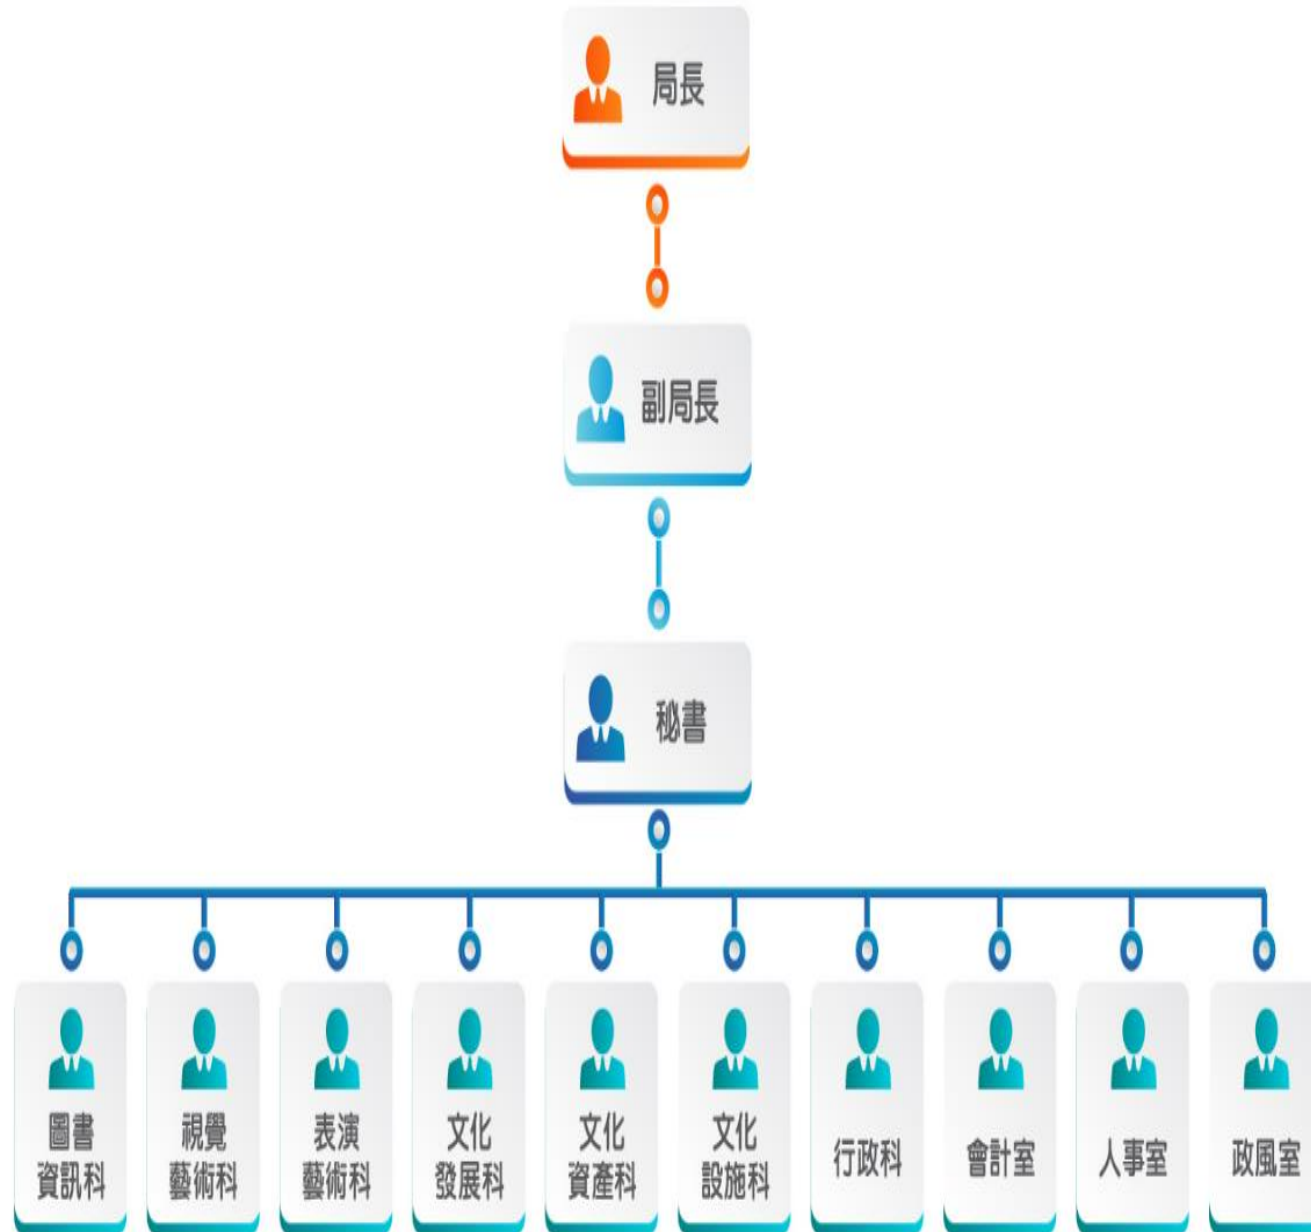 局長
副局長
秘書
圖書
資訊科
視覺
藝術科
表演
藝術科
文化
發展科
文化
資產科
文化
設施科
行政科
會計室
人事室
政風室